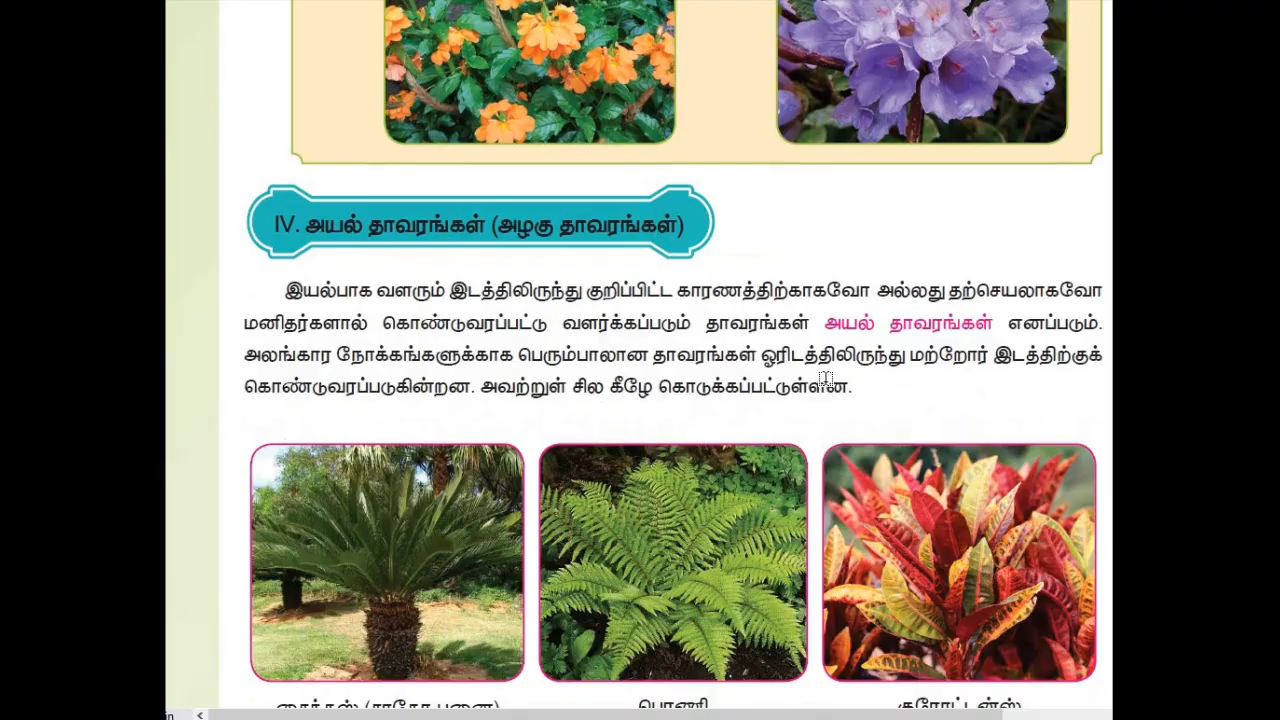 IV. அயல் தாவரங்கள் (அழகு தாவரங்கள்)
இயல்பாக வளரும் இடத்திலிருந்து குறிப்பிட்ட காரணத்திற்காகவோ அல்லது தற்செயலாகவோ
மனிதர்களால் கொண்டுவரப்பட்டு வளர்க்கப்படும் தாவரங்கள் அயல் தாவரங்கள் எனப்படும்.
அலங்கார நோக்கங்களுக்காக பெரும்பாலான தாவரங்கள் ஓரிடத்திலிருந்து மற்றோர் இடத்திற்குக்
கொண்டுவரப்படுகின்றன. அவற்றுள் சில கீழே கொடுக்கப்பட்டுள்ளன.